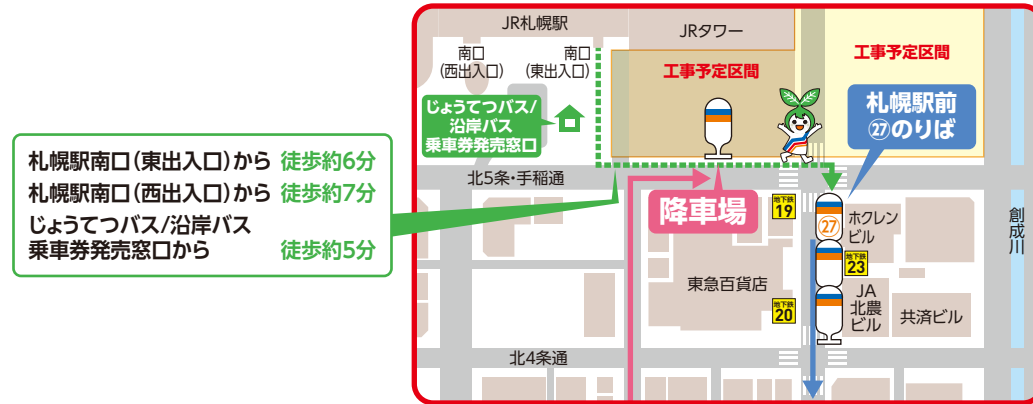 札幌駅南口(東出入口)から 徒歩約6分
札幌駅南口(西出入口)から 徒歩約7分
じょうてつバス/沿岸バス
乗車券発売窓口から 徒歩約5分
JR札幌駅
JRタワー
南口
(西出入口)
南口
(東出入口)
工事予定区間
工事予定区間
じょうてつバス/
沿岸バス
乗車券発売窓口
札幌駅前
㉗のりば
北5条・手稲通
降車場
地下鉄
19
㉗
ホクレン
ビル
創成川
地下鉄
23
東急百貨店
地下鉄
20
JA
北農
ビル
共済ビル
北4条通